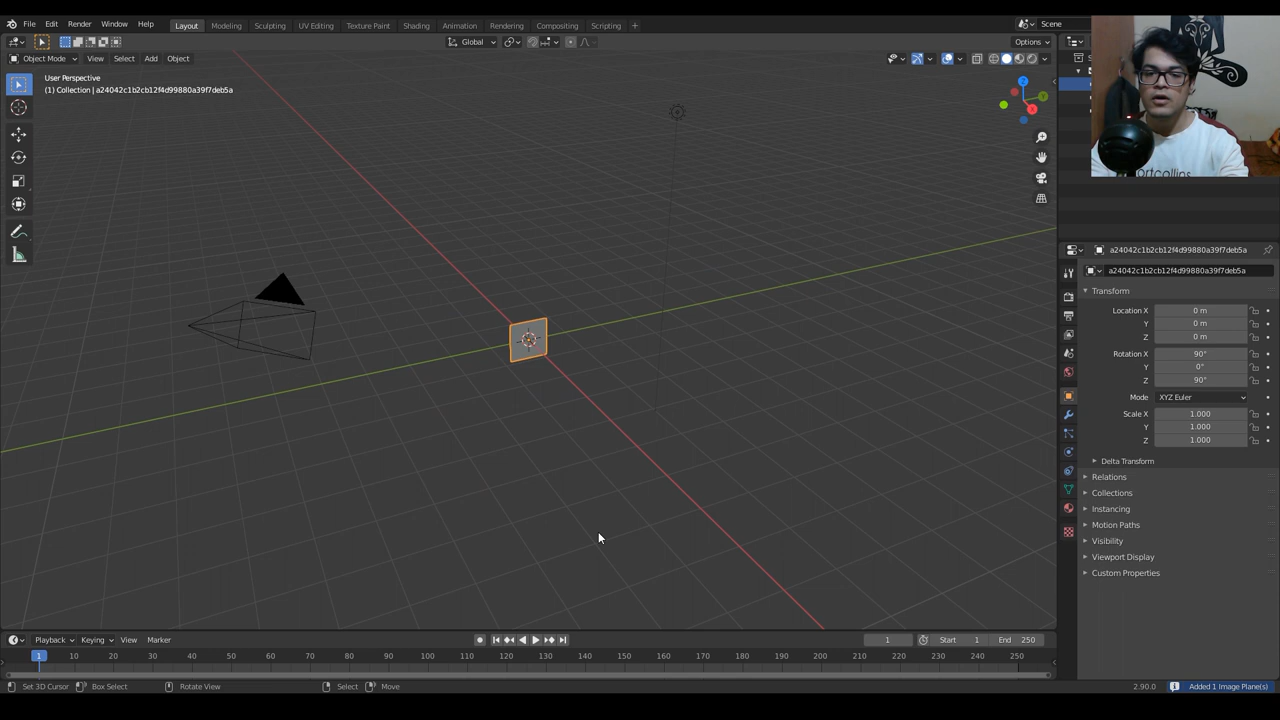 File Edit Render Window Help Layout Modeling Sculpting UV Editing Texture Paint Shading Animation Rendering Compositing Scripting + Scene
Global Options
Object Mode View Select Add Object
User Perspective
(1) Collection | a24042c1b2cb12f4d99880a39f7deb5a
ortcollins
a24042c1b2cb12f4d99880a39f7deb5a
a24042c1b2cb12f4d99880a39f7deb5a
Transform
Location X 0 m
Y 0 m
Z 0 m
Rotation X 90°
Y 0°
Z 90°
Mode XYZ Euler
Scale X 1.000
Y 1.000
Z 1.000
Delta Transform
Relations
Collections
Instancing
Motion Paths
Visibility
Viewport Display
Custom Properties
Playback Keying View Marker 1 Start 1 End 250
1 10 20 30 40 50 60 70 80 90 100 110 120 130 140 150 160 170 180 190 200 210 220 230 240 250
Set 3D Cursor Box Select Rotate View Select Move 2.90.0 Added 1 Image Plane(s)